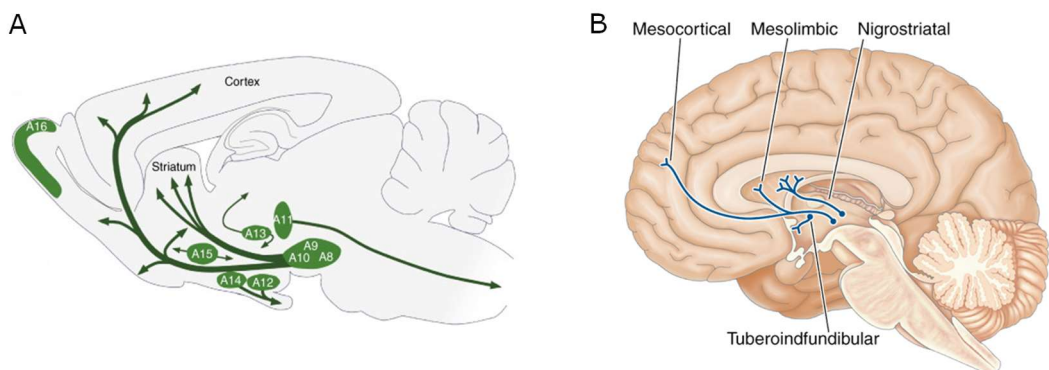 A
Cortex
A16
Striatum
A11
A13
A9
A10 A8
A15
A14 A12
B
Mesocortical Mesolimbic Nigrostriatal
Tuberoindfundibular